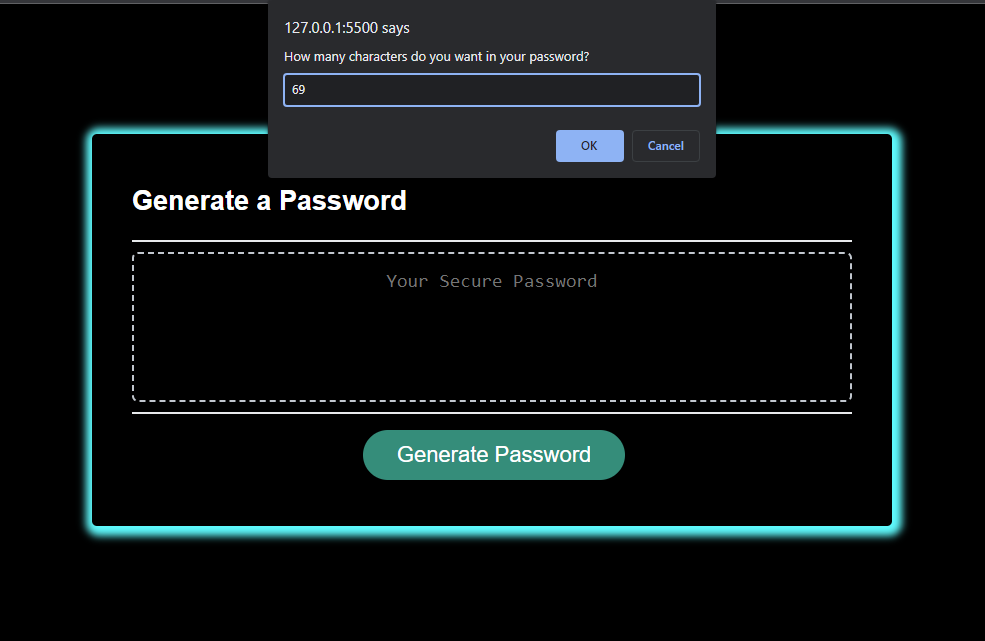 127.0.0.1:5500 says
How many characters do you want in your password?
69
OK Cancel
Generate a Password
Your Secure Password
Generate Password